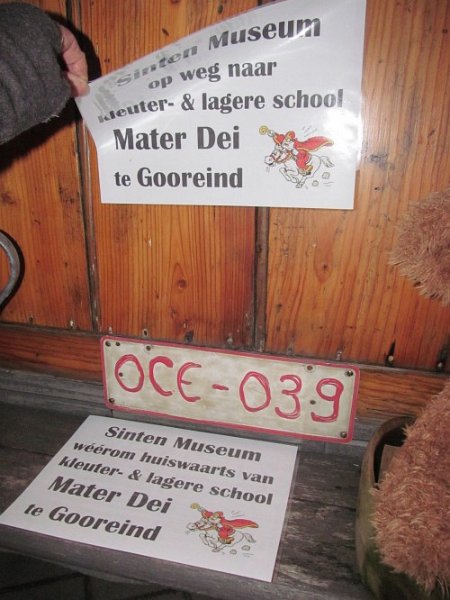 Sinten Museum
op weg naar
kleuter- & lagere school
Mater Dei
te Gooreind
OCE-039
Sinten Museum
wéérom huiswaarts van
kleuter- & lagere school
Mater Dei
te Gooreind